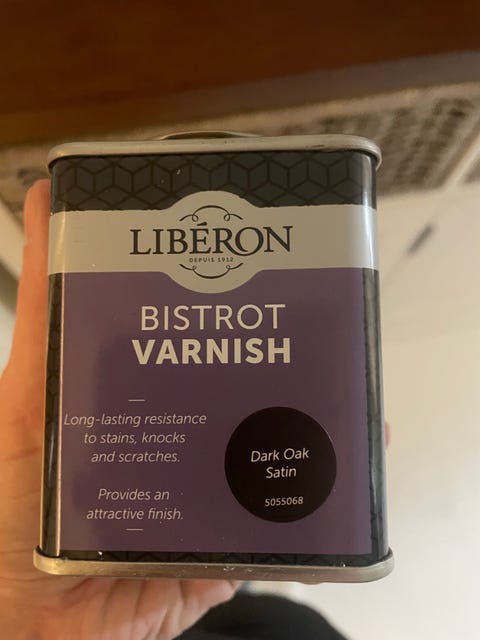 LIBÉRON
DEPUIS 1912
BISTROT
VARNISH
Long-lasting resistance
to stains, knocks
and scratches.
Provides an
attractive finish.
Dark Oak
Satin
5055068